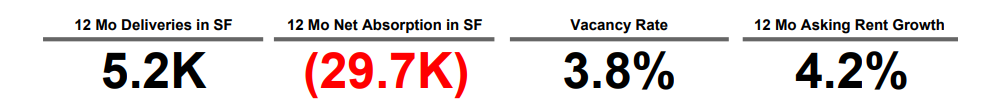 12 Mo Deliveries in SF
12 Mo Net Absorption in SF
Vacancy Rate
12 Mo Asking Rent Growth
5.2K
(29.7K)
3.8%
4.2%